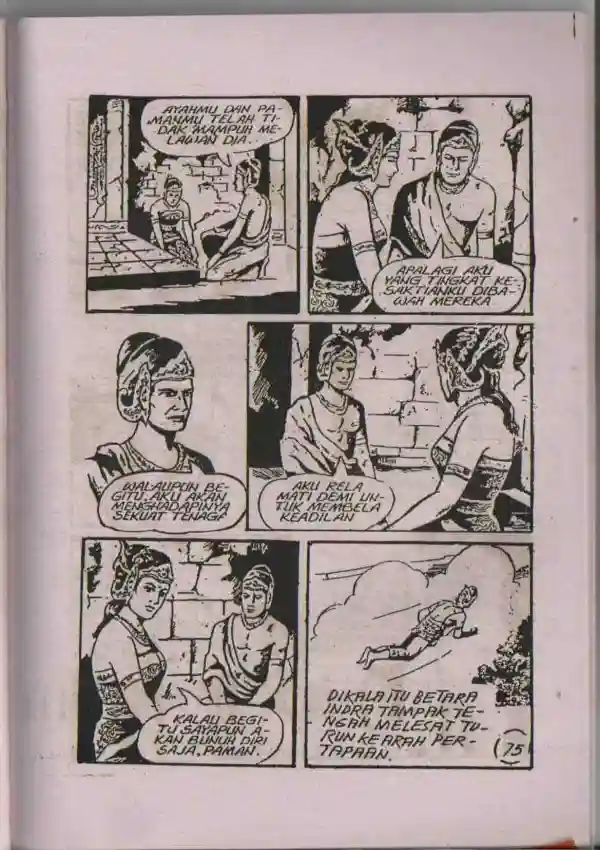 AYAHMU DAN PA-
MANMU TELAH TI-
DAK MAMPUH ME-
LAWAN DIA.
APALAGI AKU
YANG TINGKAT KE-
SAKTIANKU DIBA-
WAH MEREKA
WALAUPUN BE-
GITU, AKU AKAN
MENGHADAPINYA
SEKUAT TENAGA
AKU RELA
MATI DEMI UN-
TUK MEMBELA
KEADILAN
KALAU BEGI-
TU SAYAPUN A-
KAN BUNUH DIRI
SAJA, PAMAN.
DIKALA ITU BETARA
INDRA TAMPAK TE-
NGAH MELESAT TU-
RUN KE ARAH PER-
TAPAAN.
75